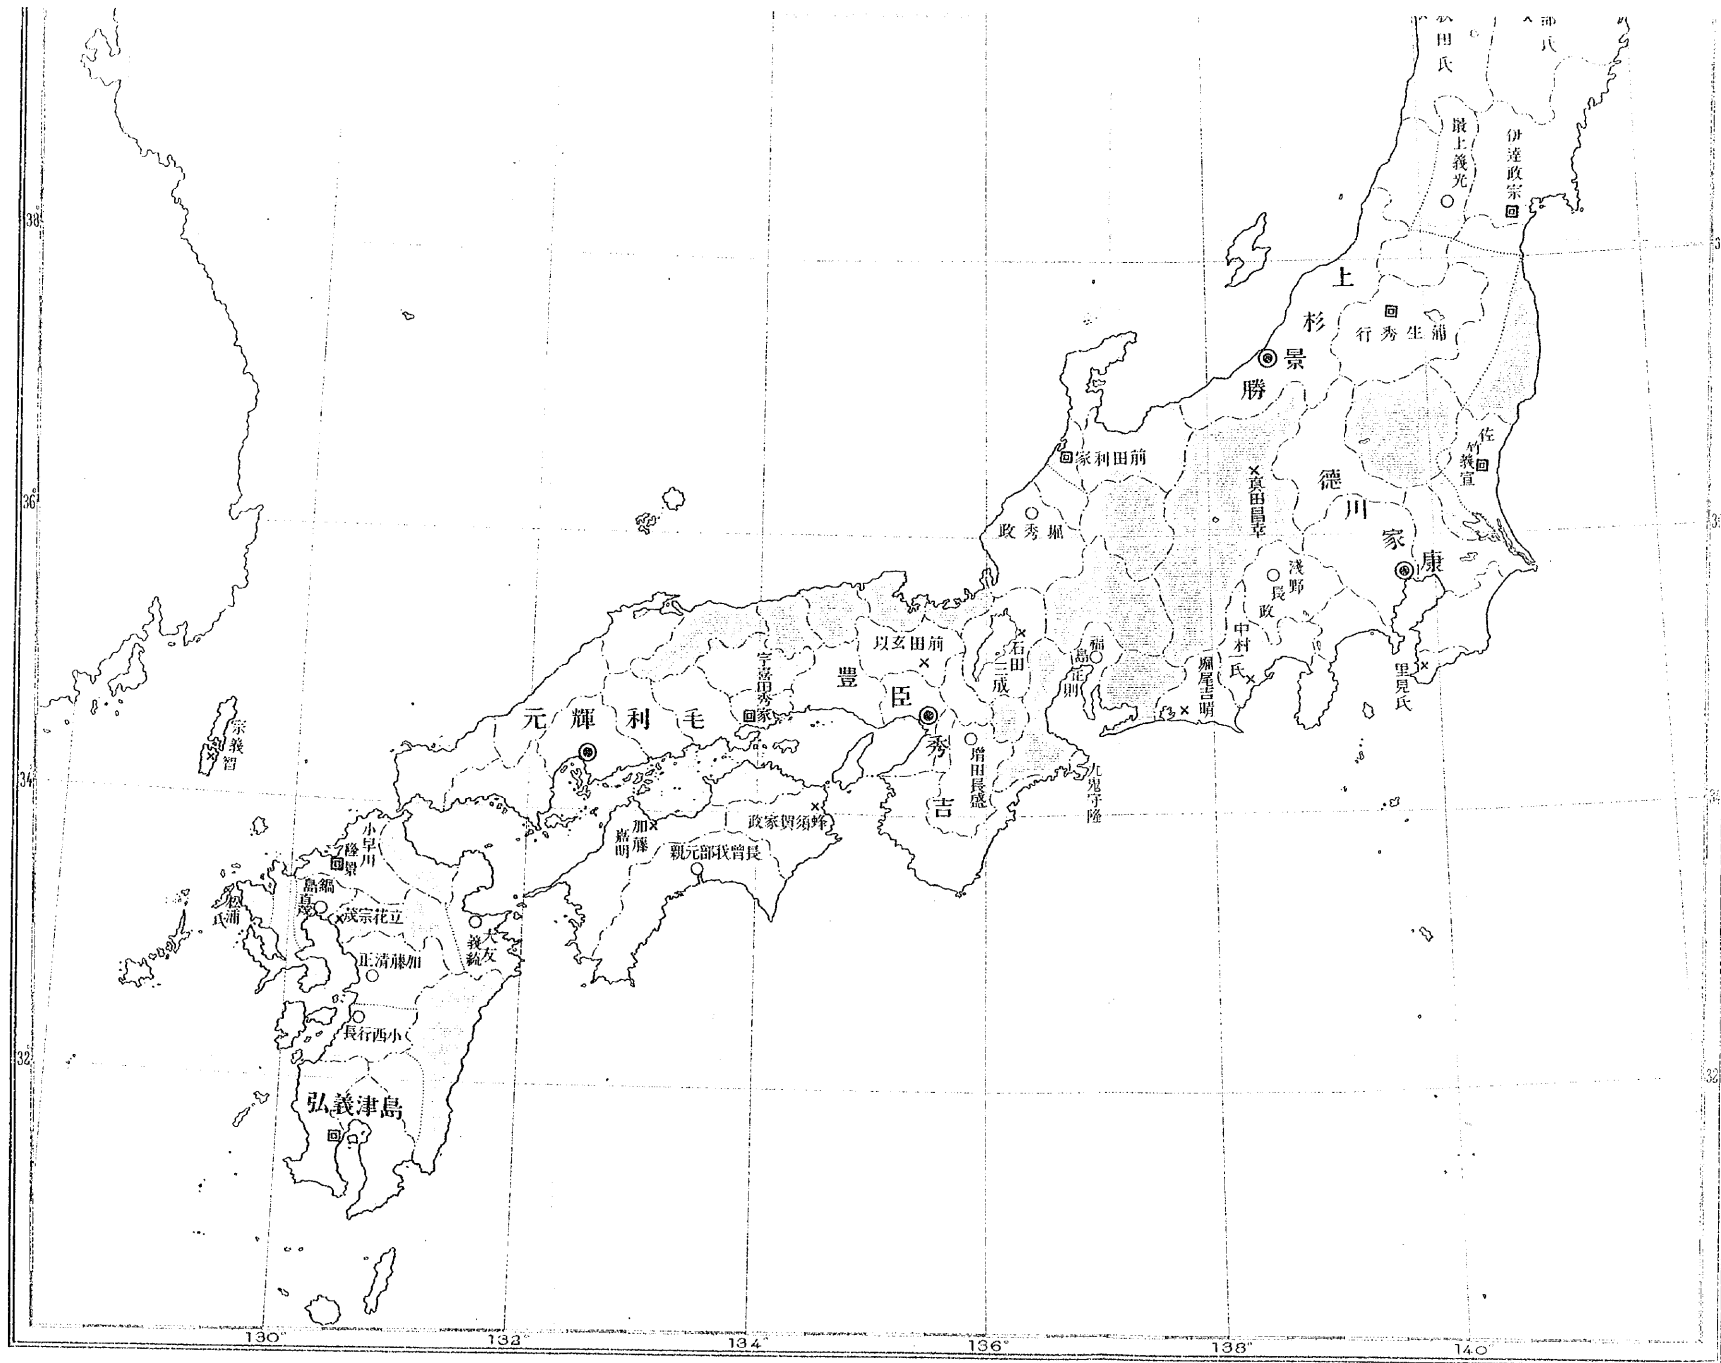 田氏
部氏
最上義光
伊達政宗
38°
上杉景勝
蒲生秀行
佐竹義宣
前田利家
真田昌幸
徳川家康
36°
堀秀政
浅野長政
前田玄以
石田三成
福島正則
中村一氏
堀尾吉晴
里見氏
宇喜田秀家
豐臣秀吉
毛利輝元
宗義智
増田長盛
九鬼守隆
34°
小早川隆景
加藤嘉明
蜂須賀家政
長曾我部元親
鍋島直茂
松浦氏
立花宗茂
大友義統
加藤清正
小西行長
32°
32
島津義弘
130°
132°
134°
136°
138°
140°